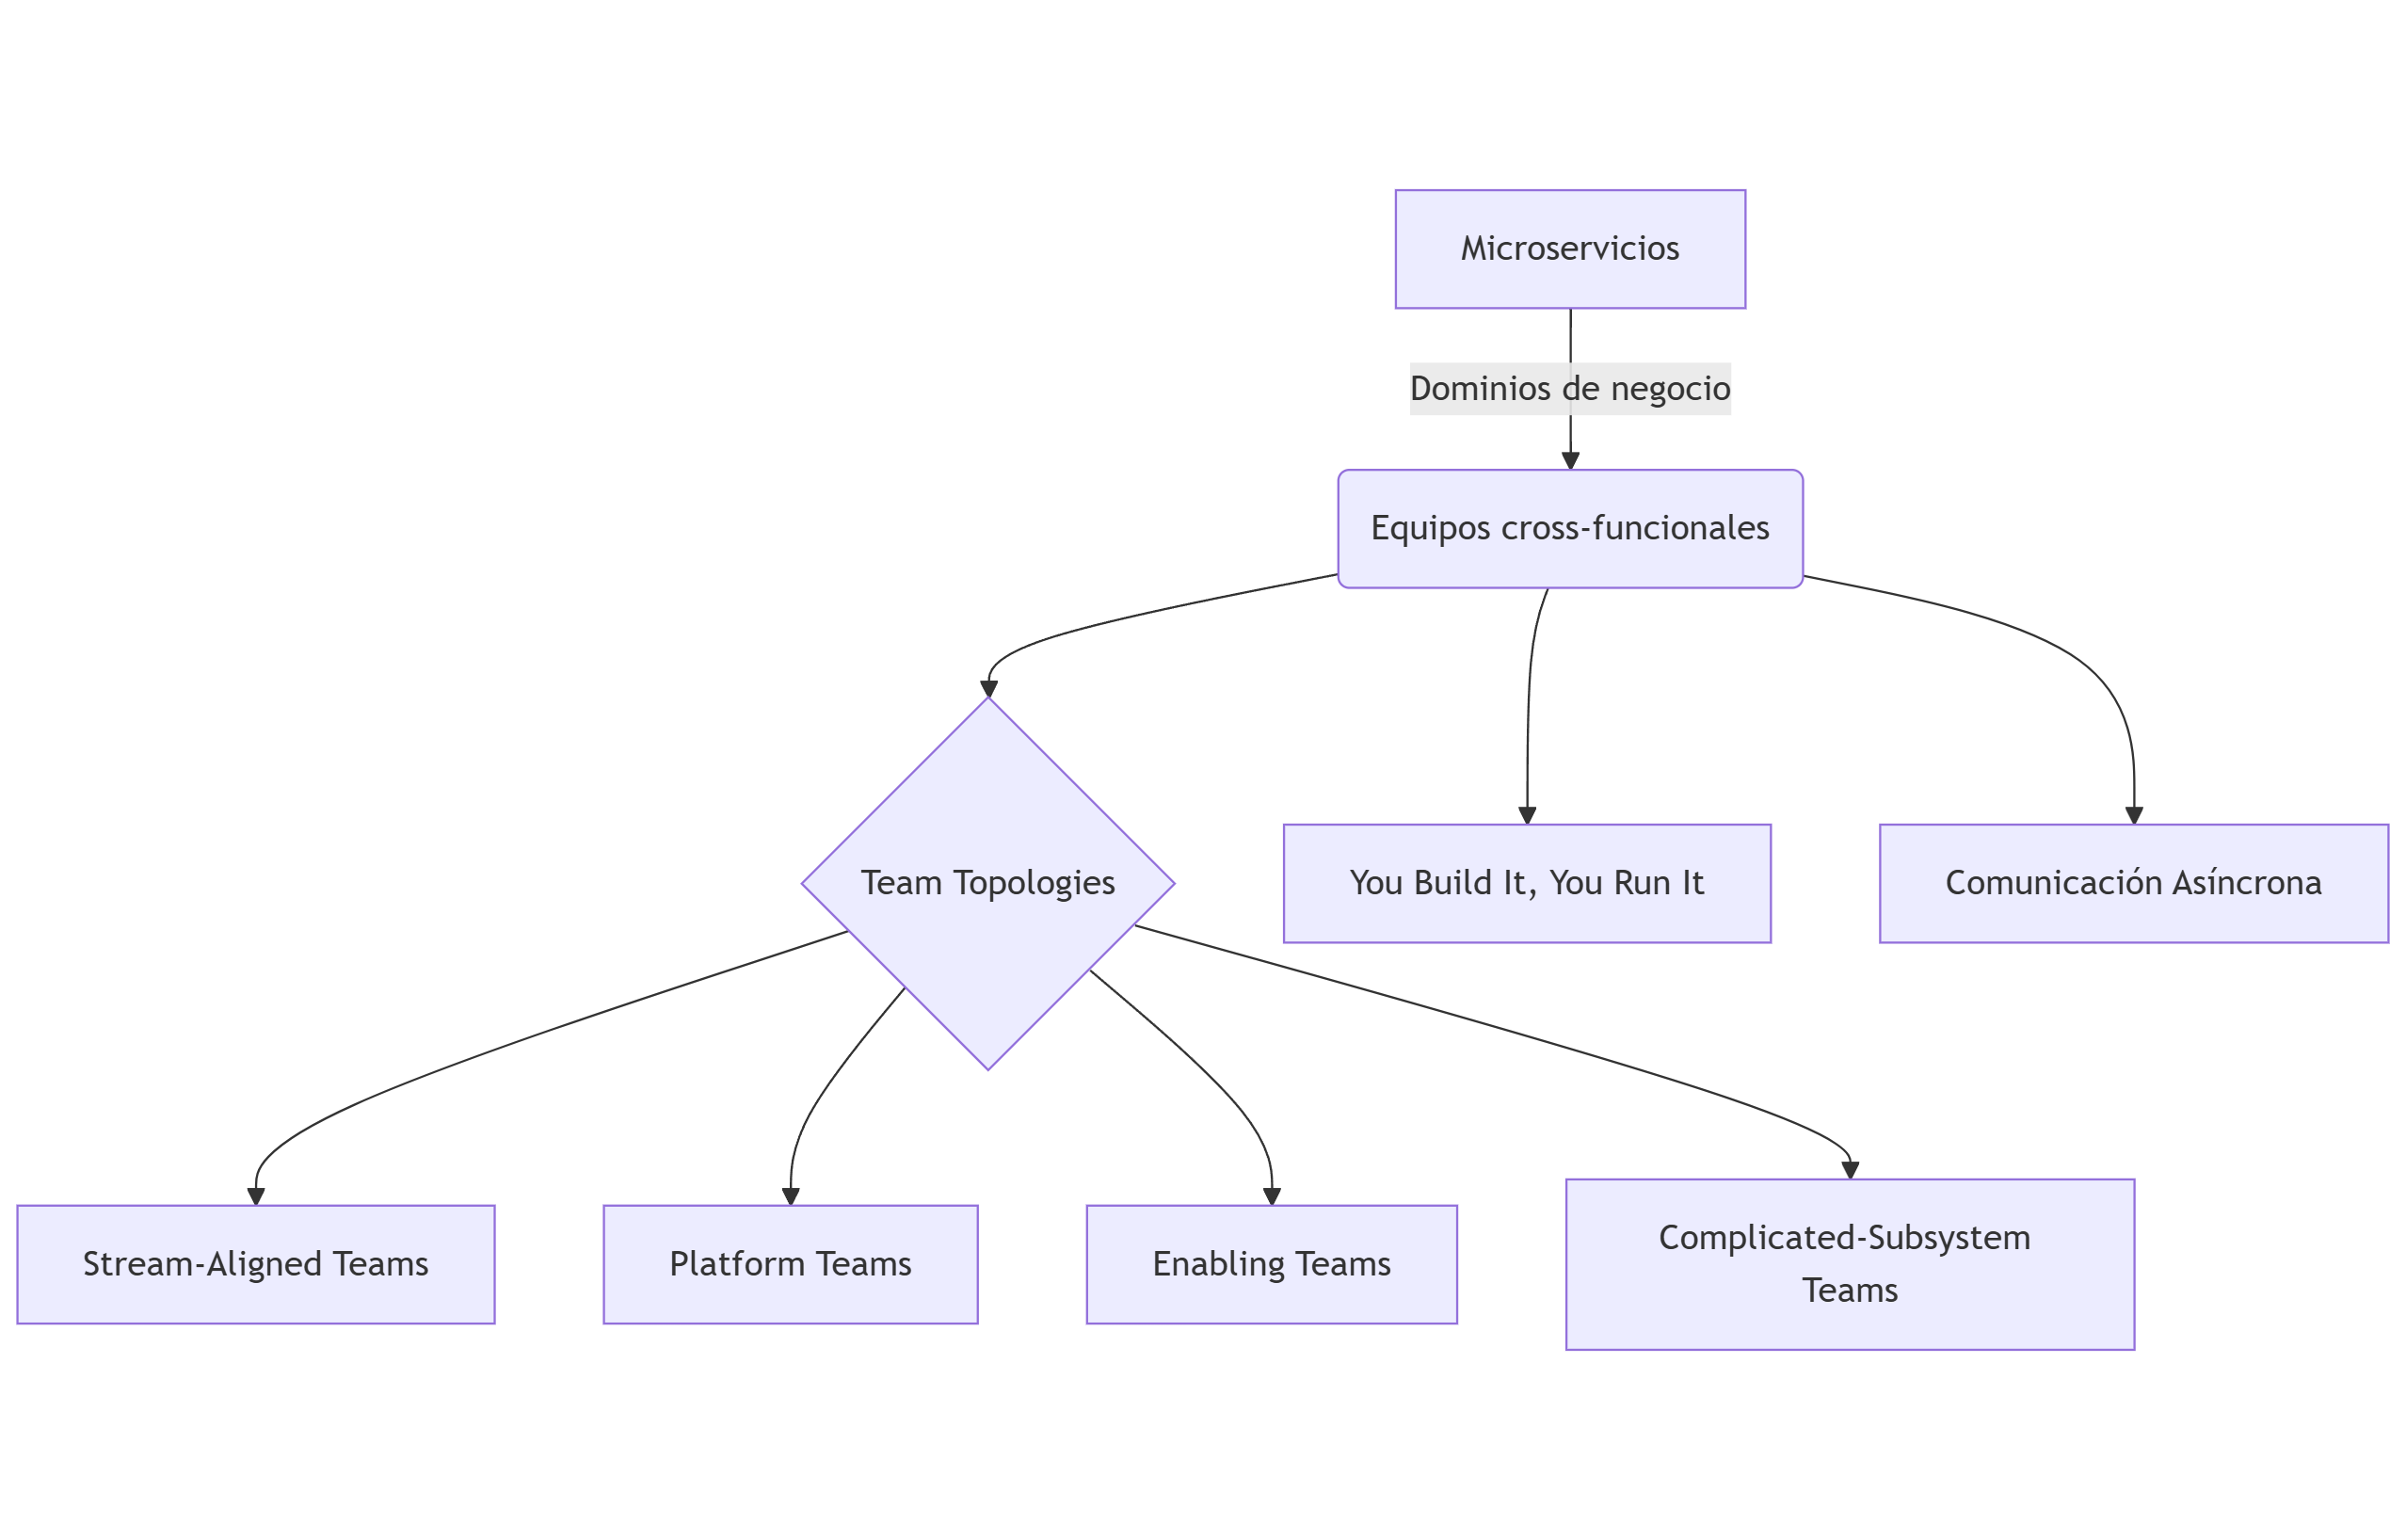 Microservicios
Dominios de negocio
Equipos cross-funcionales
Team Topologies
You Build It, You Run It
Comunicación Asíncrona
Stream-Aligned Teams
Platform Teams
Enabling Teams
Complicated-Subsystem
Teams